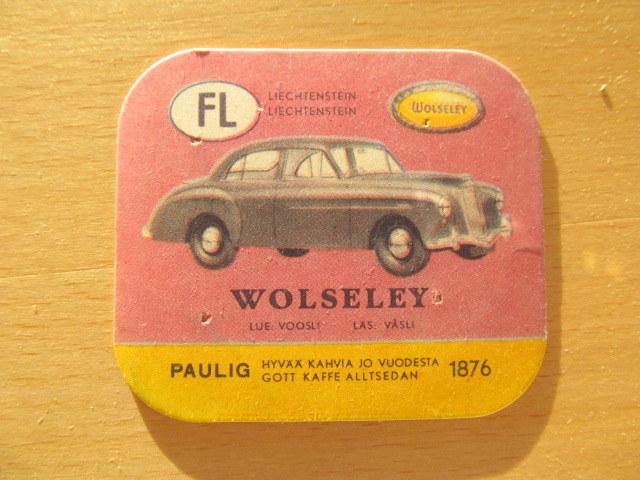 FL
LIECHTENSTEIN
LIECHTENSTEIN
WOLSELEY
WOLSELEY
LUE: VOOSLI LÄS: VÅSLI
PAULIG HYVÄÄ KAHVIA JO VUODESTA 1876
GOTT KAFFE ALLTSEDAN